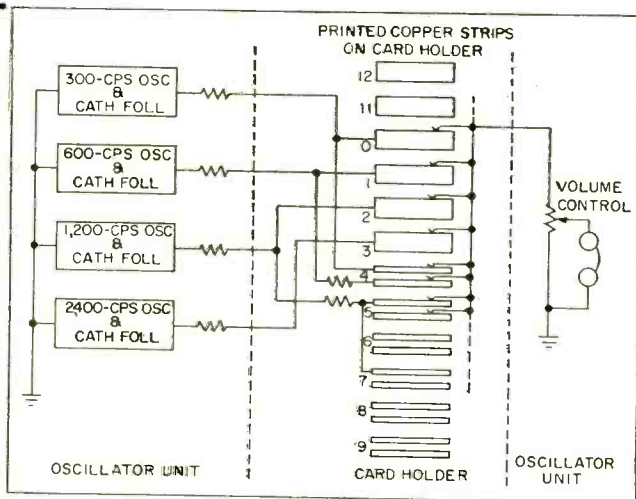 PRINTED COPPER STRIPS
ON CARD HOLDER
300-CPS OSC
&
CATH FOLL
600-CPS OSC
&
CATH FOLL
1,200-CPS OSC
&
CATH FOLL
2400-CPS OSC
&
CATH FOLL
12
11
0
1
2
3
4
5
6
7
8
9
VOLUME
CONTROL
OSCILLATOR UNIT
CARD HOLDER
OSCILLATOR
UNIT